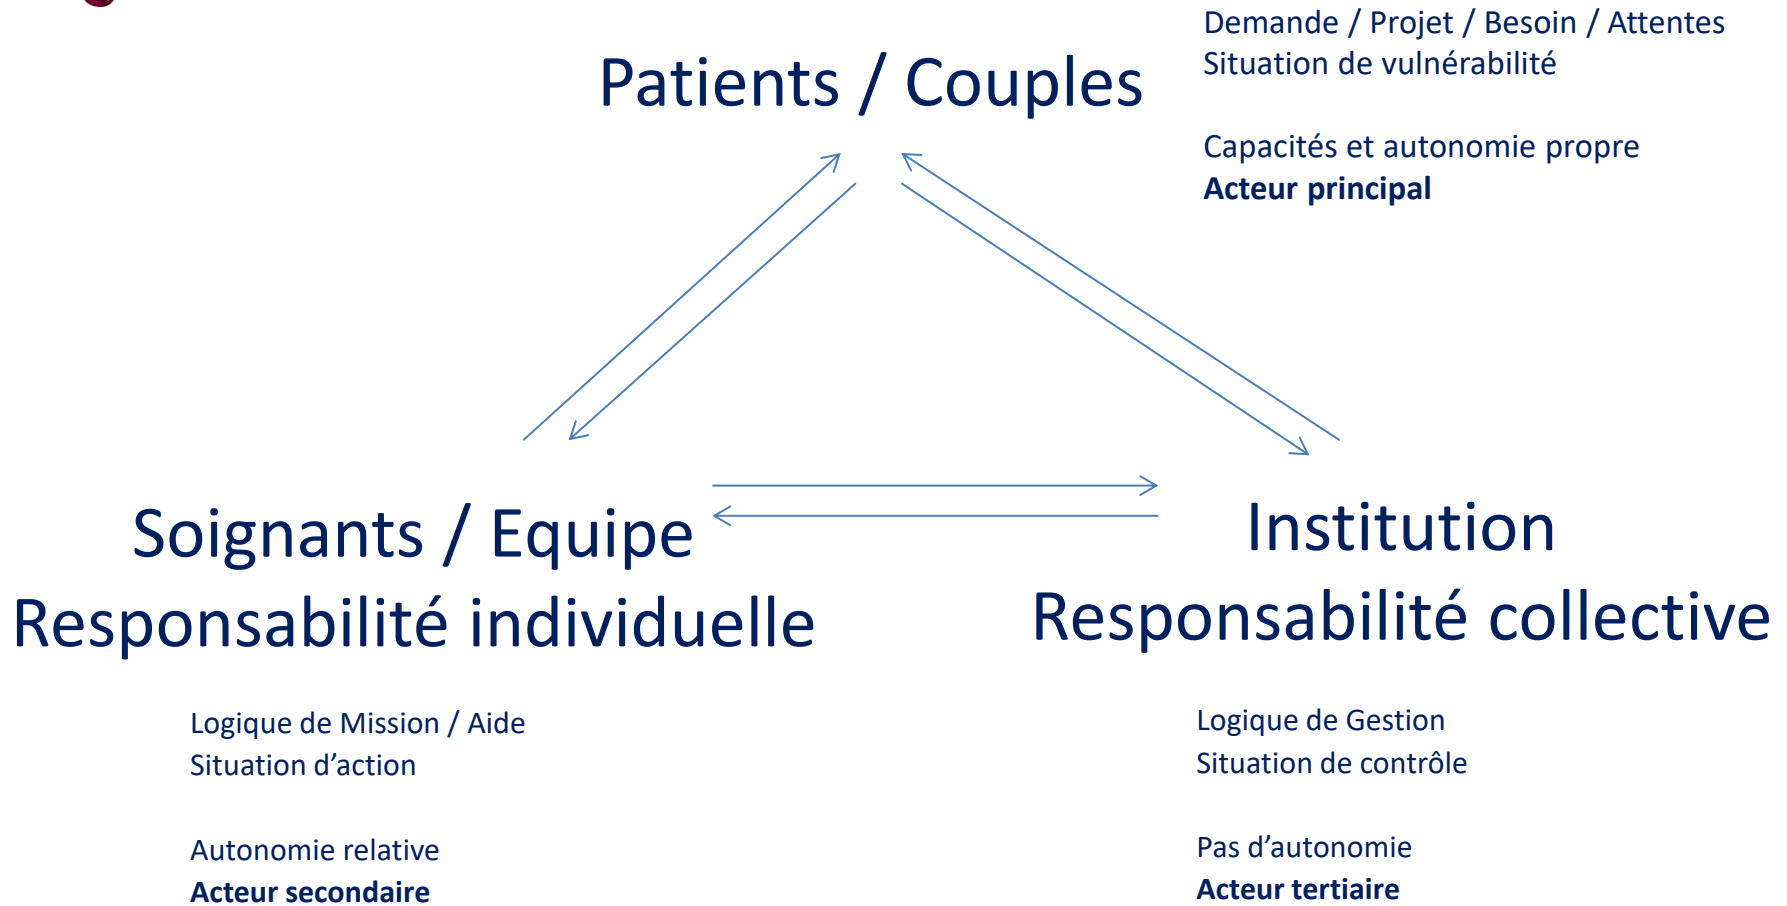 Demande / Projet / Besoin / Attentes
Situation de vulnérabilité
Patients / Couples
Capacités et autonomie propre
Acteur principal
Soignants / Equipe
Responsabilité individuelle
Institution
Responsabilité collective
Logique de Mission / Aide
Situation d’action
Autonomie relative
Acteur secondaire
Logique de Gestion
Situation de contrôle
Pas d’autonomie
Acteur tertiaire